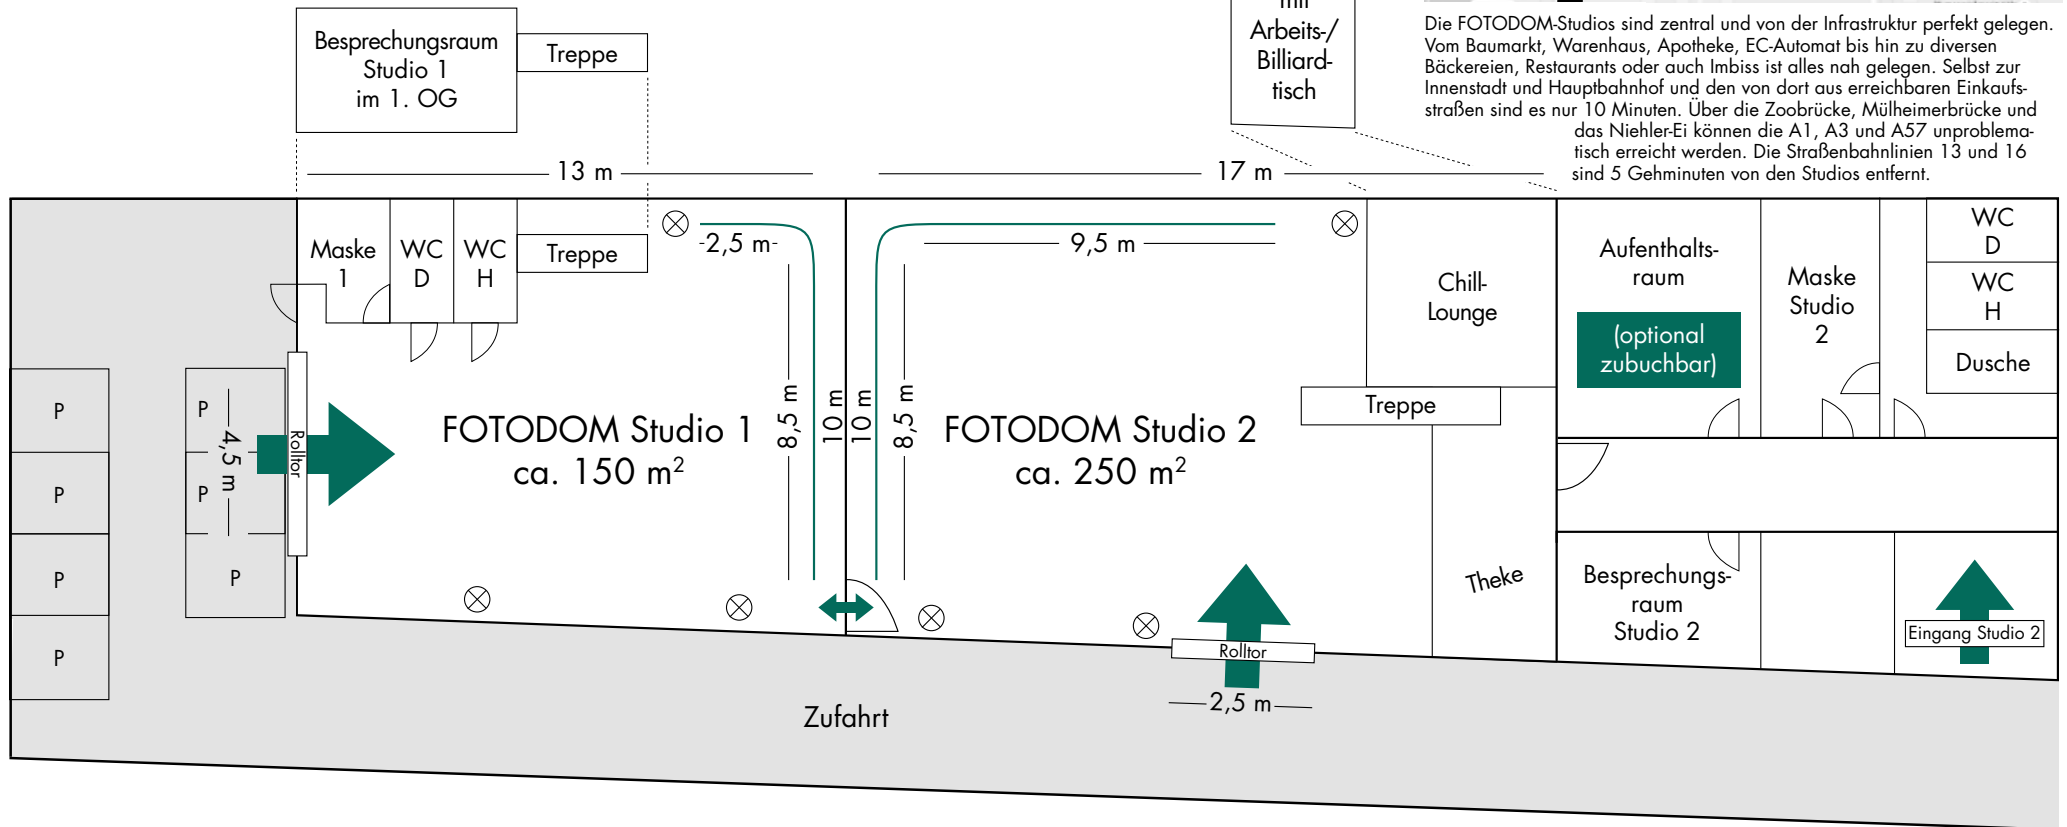 Besprechungsraum
Studio 1
im 1. OG
Treppe
mit
Arbeits-/
Billiard-
tisch
Die FOTODOM-Studios sind zentral und von der Infrastruktur perfekt gelegen.
Vom Baumarkt, Warenhaus, Apotheke, EC-Automat bis hin zu diversen
Bäckereien, Restaurants oder auch Imbiss ist alles nah gelegen. Selbst zur
Innenstadt und Hauptbahnhof und den von dort aus erreichbaren Einkaufs-
straßen sind es nur 10 Minuten. Über die Zoobrücke, Mülheimerbrücke und
das Niehler-Ei können die A1, A3 und A57 unproblema-
tisch erreicht werden. Die Straßenbahnlinien 13 und 16
sind 5 Gehminuten von den Studios entfernt.
13 m
17 m
Maske
1
WC
D
WC
H
Treppe
2,5 m
9,5 m
Chill-
Lounge
Aufenthalts-
raum
(optional
zubuchbar)
Maske
Studio
2
WC
D
WC
H
Dusche
P
P
P
P
P
P
P
4,5 m
Rolltor
FOTODOM Studio 1
ca. 150 m²
8,5 m
10 m
10 m
8,5 m
FOTODOM Studio 2
ca. 250 m²
Treppe
Theke
Besprechungs-
raum
Studio 2
Eingang Studio 2
Rolltor
2,5 m
Zufahrt